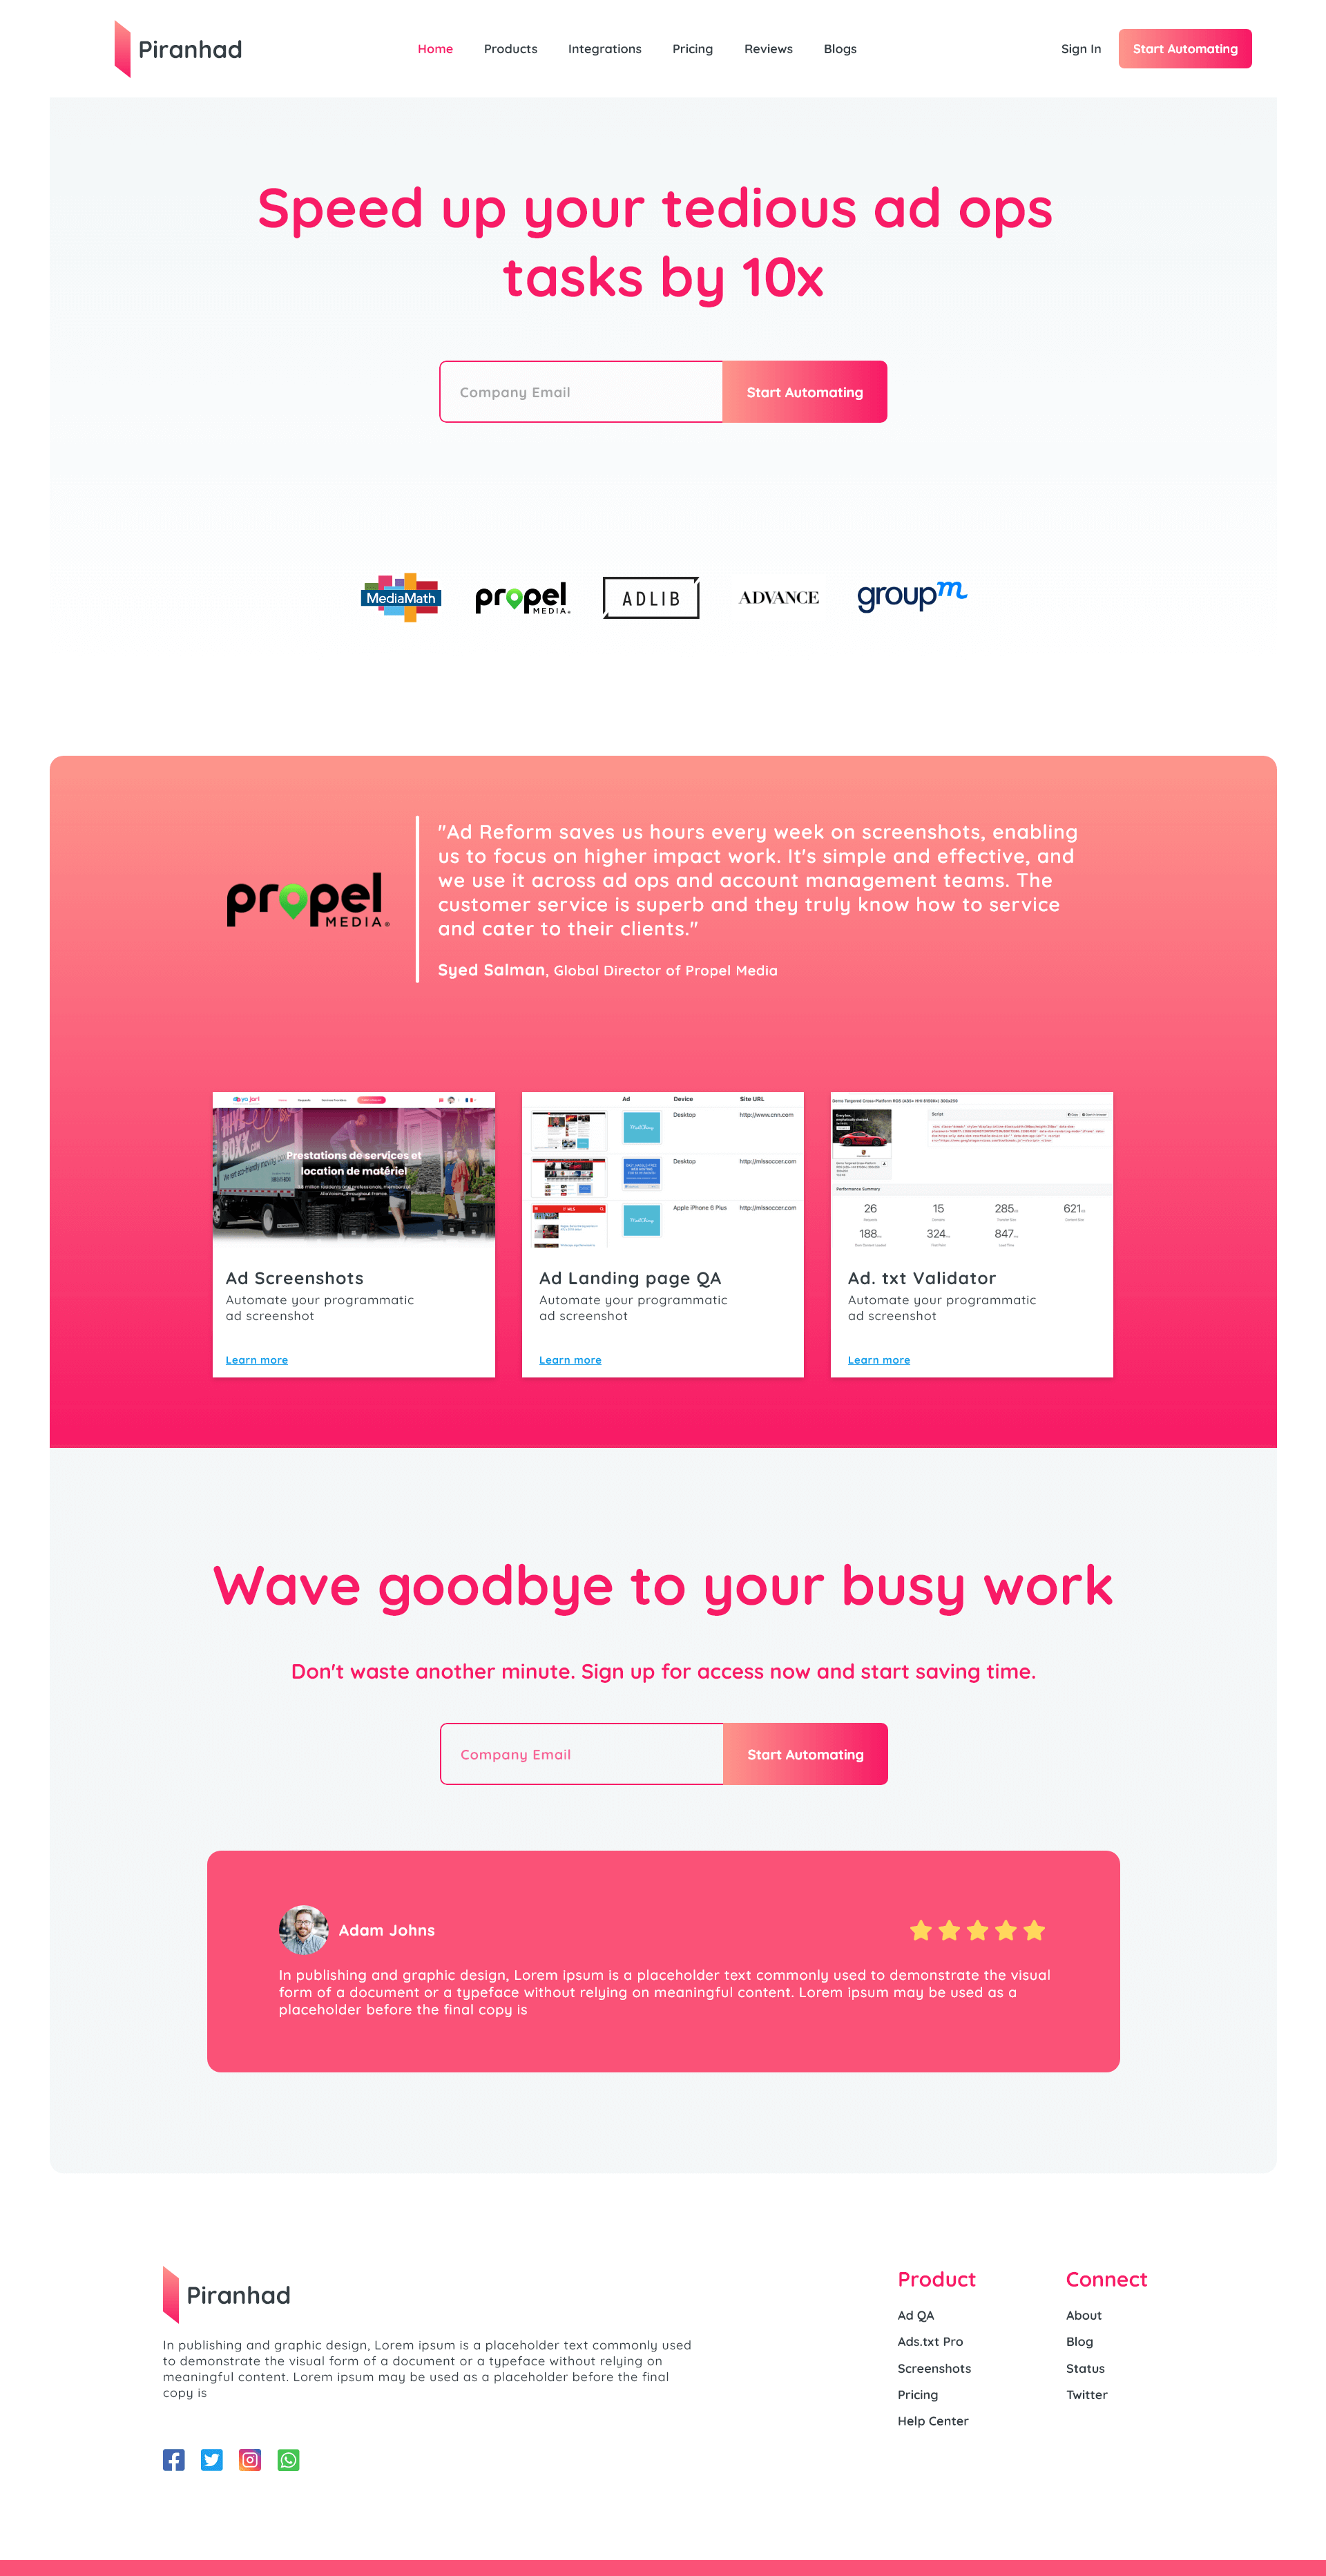 Piranhad
Home
Products
Integrations
Pricing
Reviews
Blogs
Sign In
Start Automating
Speed up your tedious ad ops
tasks by 10x
Company Email
Start Automating
MediaMath
propel
MEDIA
ADLIB
ADVANCE
groupm
"Ad Reform saves us hours every week on screenshots, enabling
us to focus on higher impact work. It's simple and effective, and
we use it across ad ops and account management teams. The
customer service is superb and they truly know how to service
and cater to their clients."
propel
MEDIA®
Syed Salman, Global Director of Propel Media
Prestations de services et
location de matériel
Ad Screenshots
Automate your programmatic
ad screenshot
Learn more
Ad Device Site URL
Desktop http://www.cnn.com
Desktop http://mlssoccer.com
Apple iPhone 6 Plus http://mlssoccer.com
Ad Landing page QA
Automate your programmatic
ad screenshot
Learn more
Script
Performance Summary
26 15 285 621
188 324 847
Ad. txt Validator
Automate your programmatic
ad screenshot
Learn more
Wave goodbye to your busy work
Don't waste another minute. Sign up for access now and start saving time.
Company Email
Start Automating
Adam Johns
In publishing and graphic design, Lorem ipsum is a placeholder text commonly used to demonstrate the visual
form of a document or a typeface without relying on meaningful content. Lorem ipsum may be used as a
placeholder before the final copy is
Piranhad
In publishing and graphic design, Lorem ipsum is a placeholder text commonly used
to demonstrate the visual form of a document or a typeface without relying on
meaningful content. Lorem ipsum may be used as a placeholder before the final
copy is
Product
Ad QA
Ads.txt Pro
Screenshots
Pricing
Help Center
Connect
About
Blog
Status
Twitter